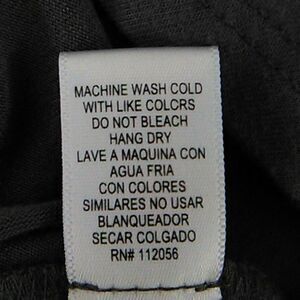 MACHINE WASH COLD
WITH LIKE COLORS
DO NOT BLEACH
HANG DRY
LAVE A MAQUINA CON
AGUA FRIA
CON COLORES
SIMILARES NO USAR
BLANQUEADOR
SECAR COLGADO
RN# 112056